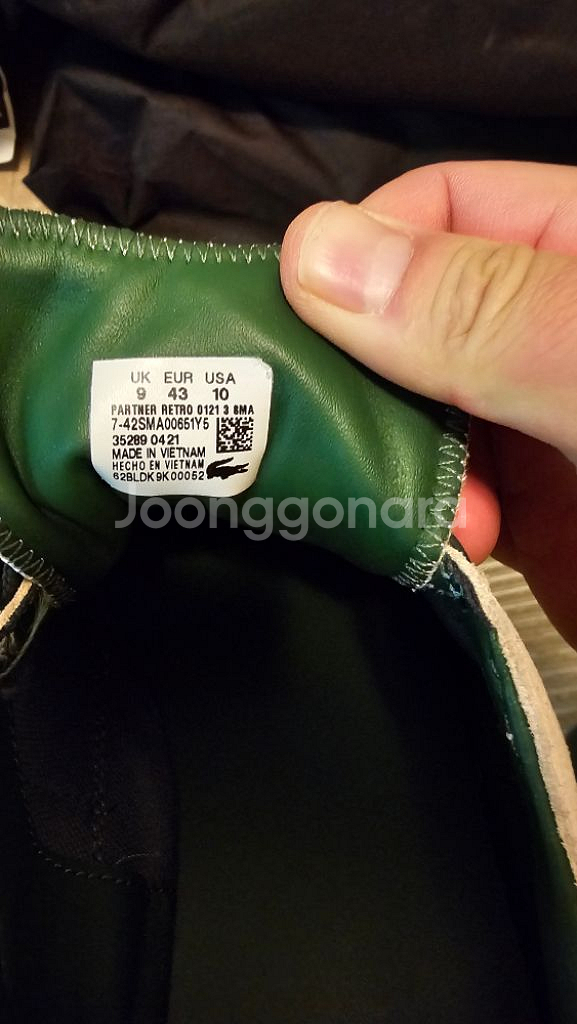 UK EUR USA
9 43 10
PARTNER RETRO 0121 3 SMA
7-42SMA00651Y5
35289 0421
MADE IN VIETNAM
HECHO EN VIETNAM
62BLDK9K00052
Joonggonara